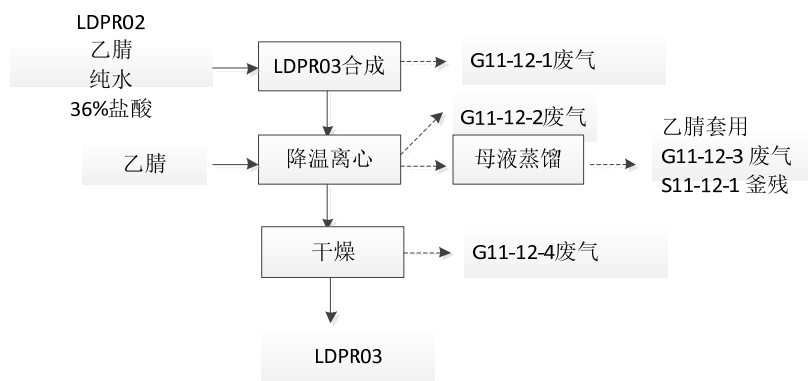 LDPR02
乙腈
纯水
36%盐酸
LDPR03合成
G11-12-1废气
G11-12-2废气
乙腈
降温离心
母液蒸馏
乙腈套用
G11-12-3 废气
S11-12-1 釜残
干燥
G11-12-4废气
LDPR03